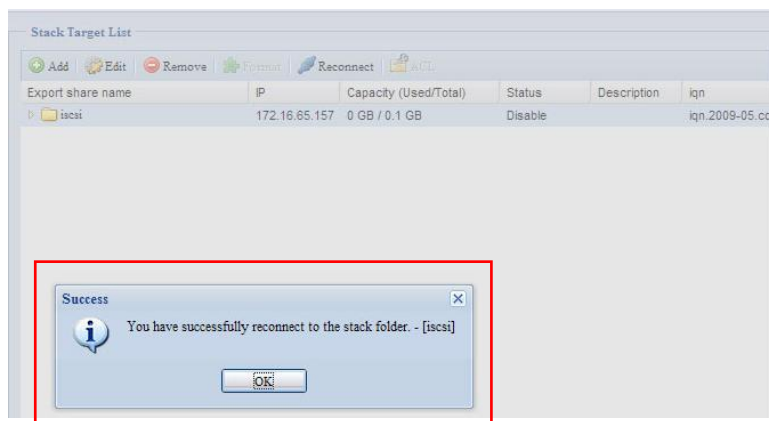 Stack Target List
Add Edit Remove Format Reconnect ACL
Export share name IP Capacity (Used/Total) Status Description iqn
iscsi 172.16.65.157 0 GB / 0.1 GB Disable iqn.2009-05.co
Success
You have successfully reconnect to the stack folder. - [iscsi]
OK